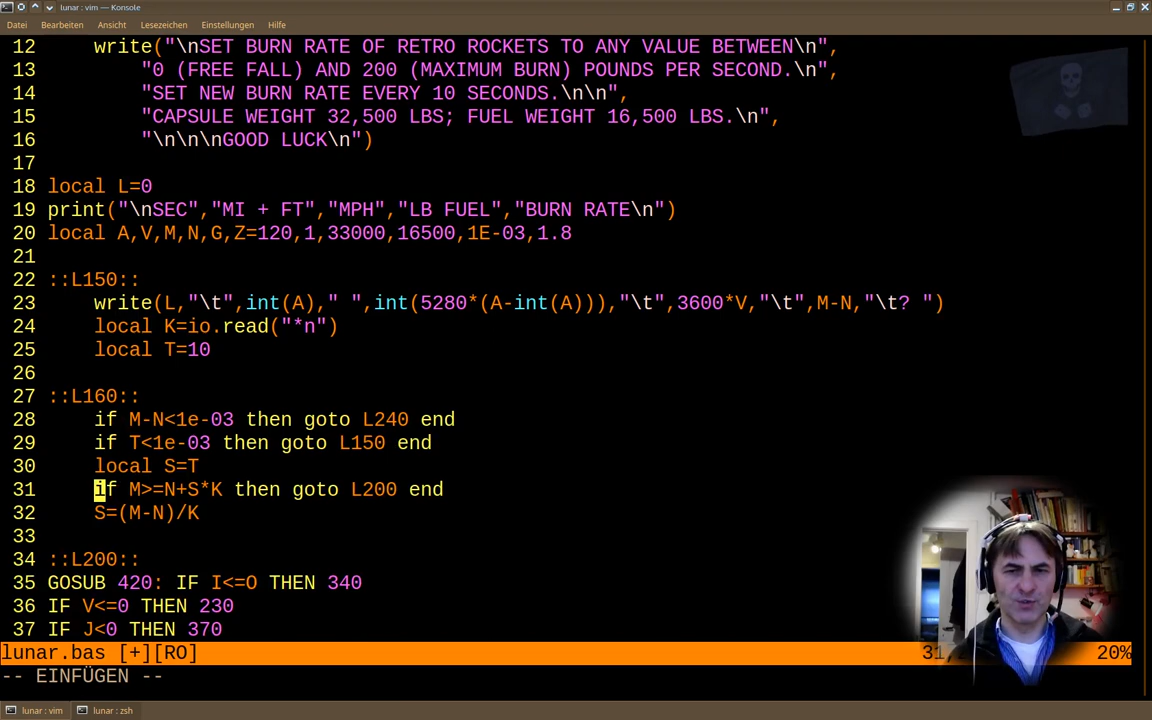 lunar : vim — Konsole
Datei Bearbeiten Ansicht Lesezeichen Einstellungen Hilfe
12 write("\nSET BURN RATE OF RETRO ROCKETS TO ANY VALUE BETWEEN\n",
13 "0 (FREE FALL) AND 200 (MAXIMUM BURN) POUNDS PER SECOND.\n",
14 "SET NEW BURN RATE EVERY 10 SECONDS.\n\n",
15 "CAPSULE WEIGHT 32,500 LBS; FUEL WEIGHT 16,500 LBS.\n",
16 "\n\n\nGOOD LUCK\n")
17
18 local L=0
19 print("\nSEC","MI + FT","MPH","LB FUEL","BURN RATE\n")
20 local A,V,M,N,G,Z=120,1,33000,16500,1E-03,1.8
21
22 ::L150::
23 write(L,"\t",int(A)," ",int(5280*(A-int(A))),"\t",3600*V,"\t",M-N,"\t? ")
24 local K=io.read("*n")
25 local T=10
26
27 ::L160::
28 if M-N<1e-03 then goto L240 end
29 if T<1e-03 then goto L150 end
30 local S=T
31 if M>=N+S*K then goto L200 end
32 S=(M-N)/K
33
34 ::L200::
35 GOSUB 420: IF I<=O THEN 340
36 IF V<=0 THEN 230
37 IF J<0 THEN 370
lunar.bas [+][RO] 31, 20%
-- EINFÜGEN --
lunar : vim lunar : zsh